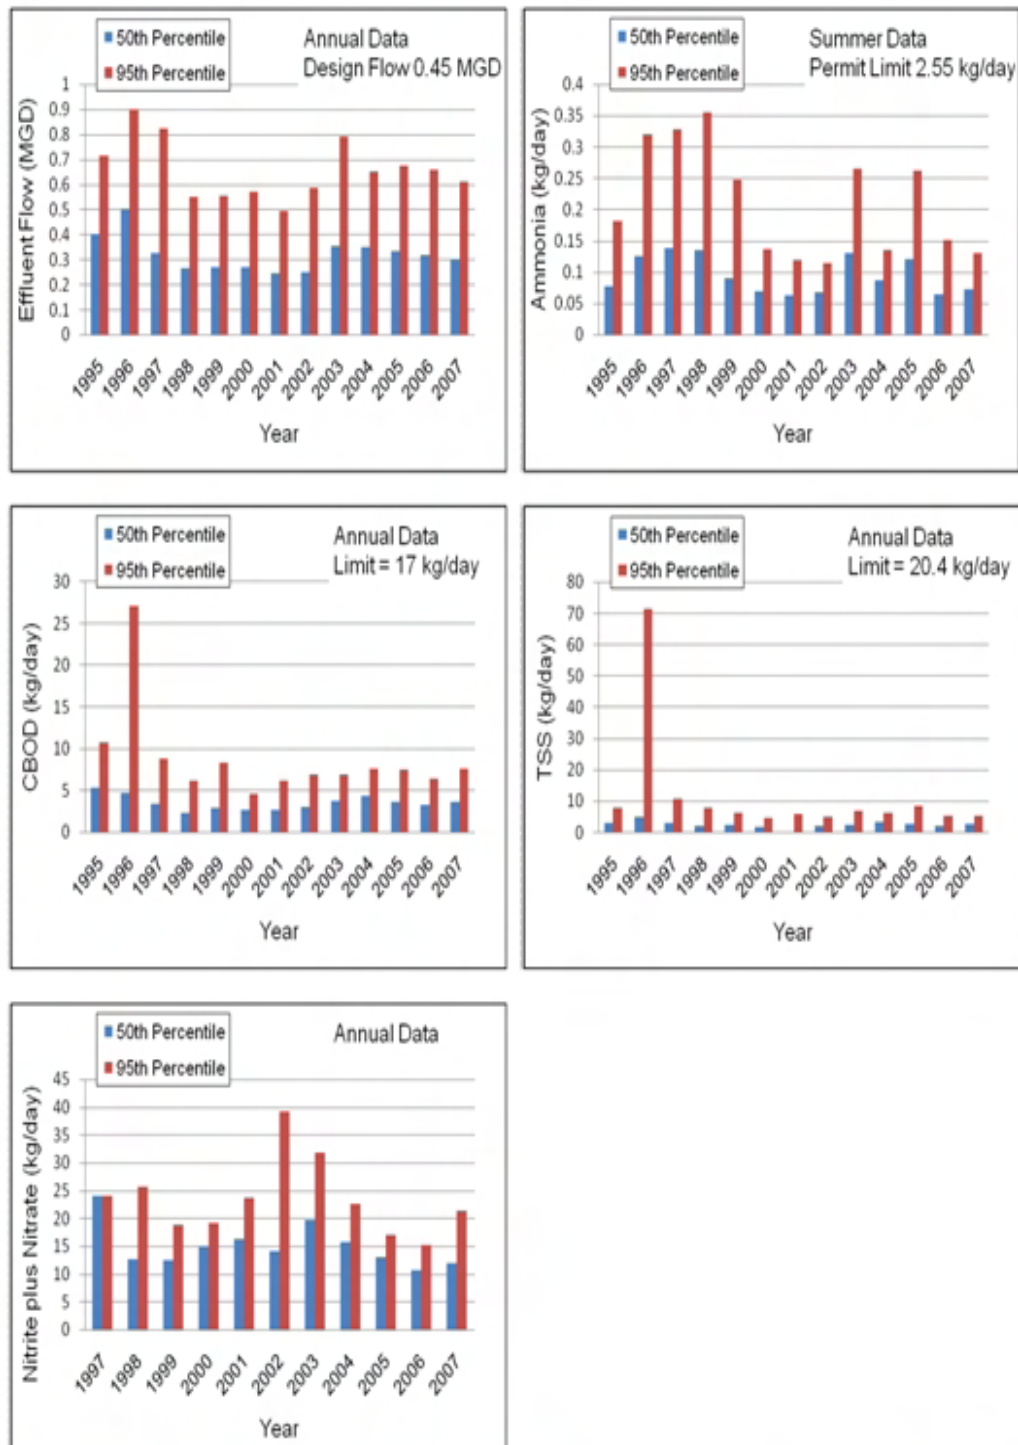 50th Percentile
95th Percentile
Annual Data
Design Flow 0.45 MGD
Effluent Flow (MGD)
1
0.9
0.8
0.7
0.6
0.5
0.4
0.3
0.2
0.1
0
1995 1996 1997 1998 1999 2000 2001 2002 2003 2004 2005 2006 2007
Year
50th Percentile
95th Percentile
Summer Data
Permit Limit 2.55 kg/day
Ammonia (kg/day)
0.4
0.35
0.3
0.25
0.2
0.15
0.1
0.05
0
1995 1996 1997 1998 1999 2000 2001 2002 2003 2004 2005 2006 2007
Year
50th Percentile
95th Percentile
Annual Data
Limit = 17 kg/day
CBOD (kg/day)
30
25
20
15
10
5
0
1995 1996 1997 1998 1999 2000 2001 2002 2003 2004 2005 2006 2007
Year
50th Percentile
95th Percentile
Annual Data
Limit = 20.4 kg/day
TSS (kg/day)
80
70
60
50
40
30
20
10
0
1995 1996 1997 1998 1999 2000 2001 2002 2003 2004 2005 2006 2007
Year
50th Percentile
95th Percentile
Annual Data
Nitrite plus Nitrate (kg/day)
45
40
35
30
25
20
15
10
5
0
1997 1998 1999 2000 2001 2002 2003 2004 2005 2006 2007
Year